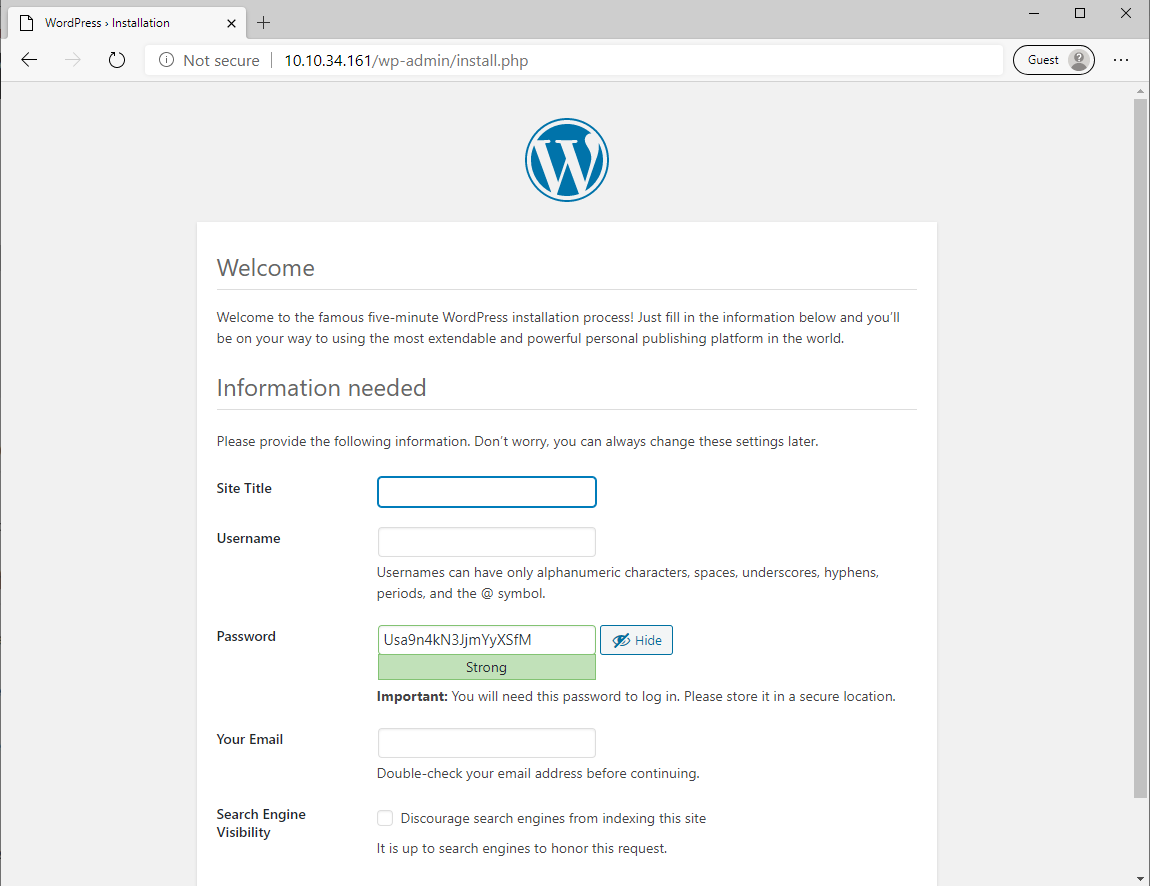 WordPress › Installation
Not secure | 10.10.34.161/wp-admin/install.php
Guest
Welcome
Welcome to the famous five-minute WordPress installation process! Just fill in the information below and you’ll
be on your way to using the most extendable and powerful personal publishing platform in the world.
Information needed
Please provide the following information. Don’t worry, you can always change these settings later.
Site Title
Username
Usernames can have only alphanumeric characters, spaces, underscores, hyphens,
periods, and the @ symbol.
Password
Usa9n4kN3JjmYyXSfM
Hide
Strong
Important: You will need this password to log in. Please store it in a secure location.
Your Email
Double-check your email address before continuing.
Search Engine
Visibility
Discourage search engines from indexing this site
It is up to search engines to honor this request.